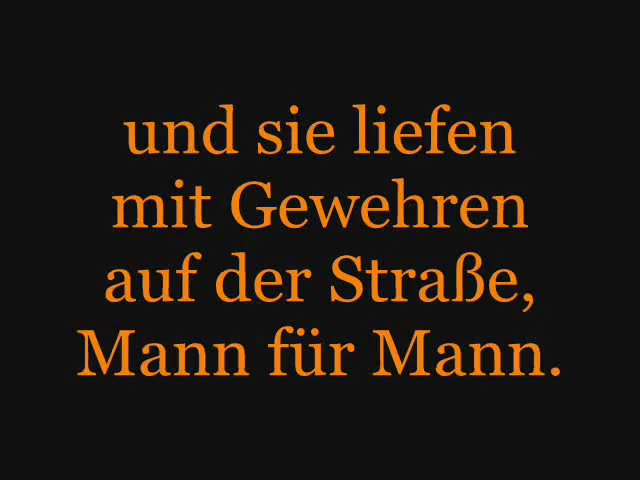 und sie liefen
mit Gewehren
auf der Straße,
Mann für Mann.